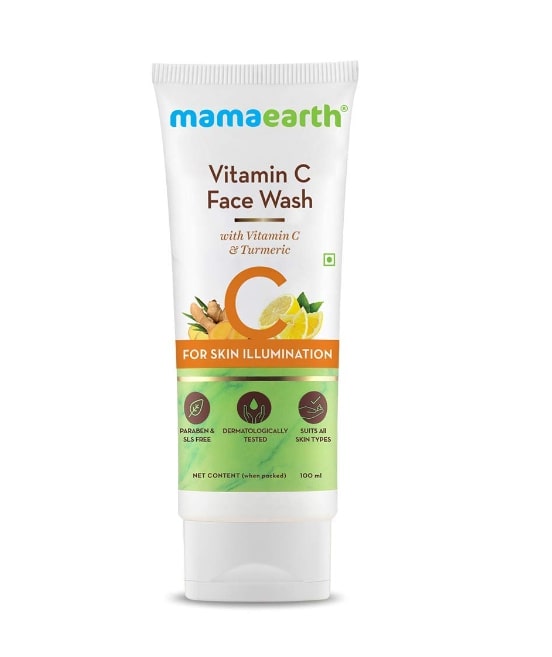 mamaearth®
Vitamin C
Face Wash
with Vitamin C
& Turmeric
C
FOR SKIN ILLUMINATION
PARABEN &
SLS FREE
DERMATOLOGICALLY
TESTED
SUITS All
SKIN TYPES
NET CONTENT (when packed) 100 ml